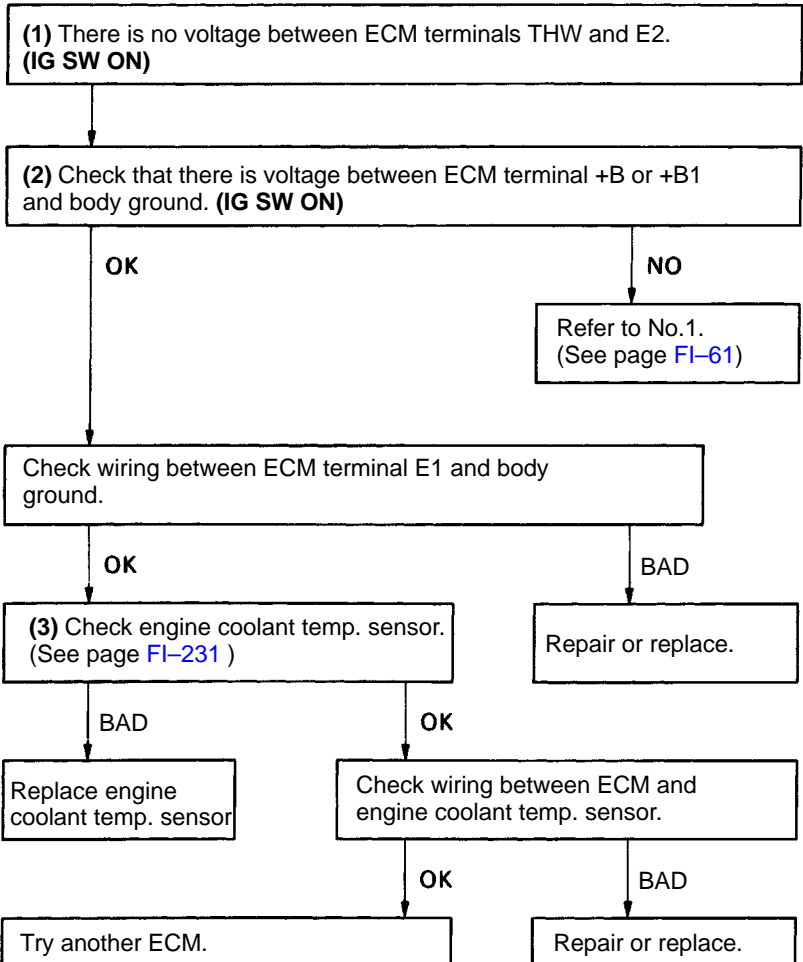 (1) There is no voltage between ECM terminals THW and E2.
(IG SW ON)
(2) Check that there is voltage between ECM terminal +B or +B1
and body ground. (IG SW ON)
OK
NO
Refer to No.1.
(See page FI–61)
Check wiring between ECM terminal E1 and body
ground.
OK
BAD
(3) Check engine coolant temp. sensor.
(See page FI–231 )
Repair or replace.
BAD
OK
Replace engine
coolant temp. sensor
Check wiring between ECM and
engine coolant temp. sensor.
OK
BAD
Try another ECM.
Repair or replace.